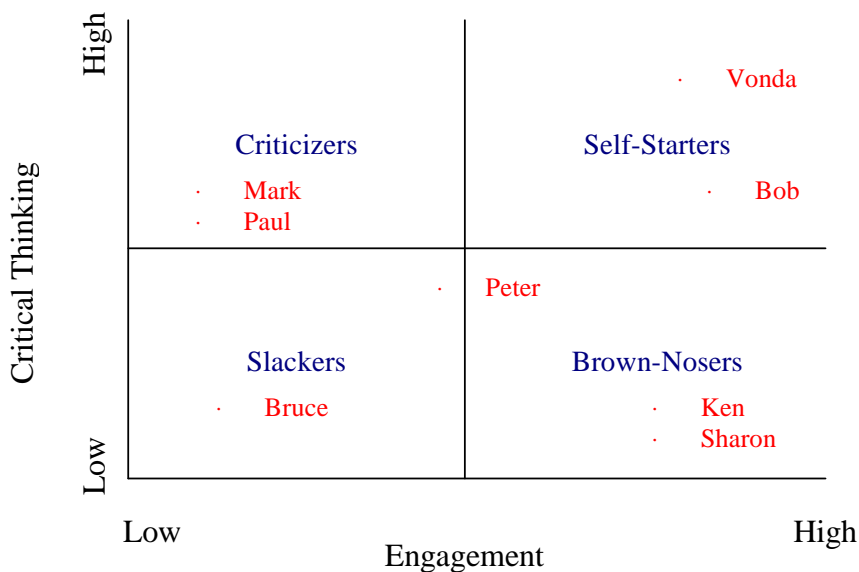 High
Vonda
Criticizers
Self-Starters
Mark
Bob
Paul
Critical Thinking
Peter
Slackers
Brown-Nosers
Bruce
Ken
Sharon
Low
Low
High
Engagement